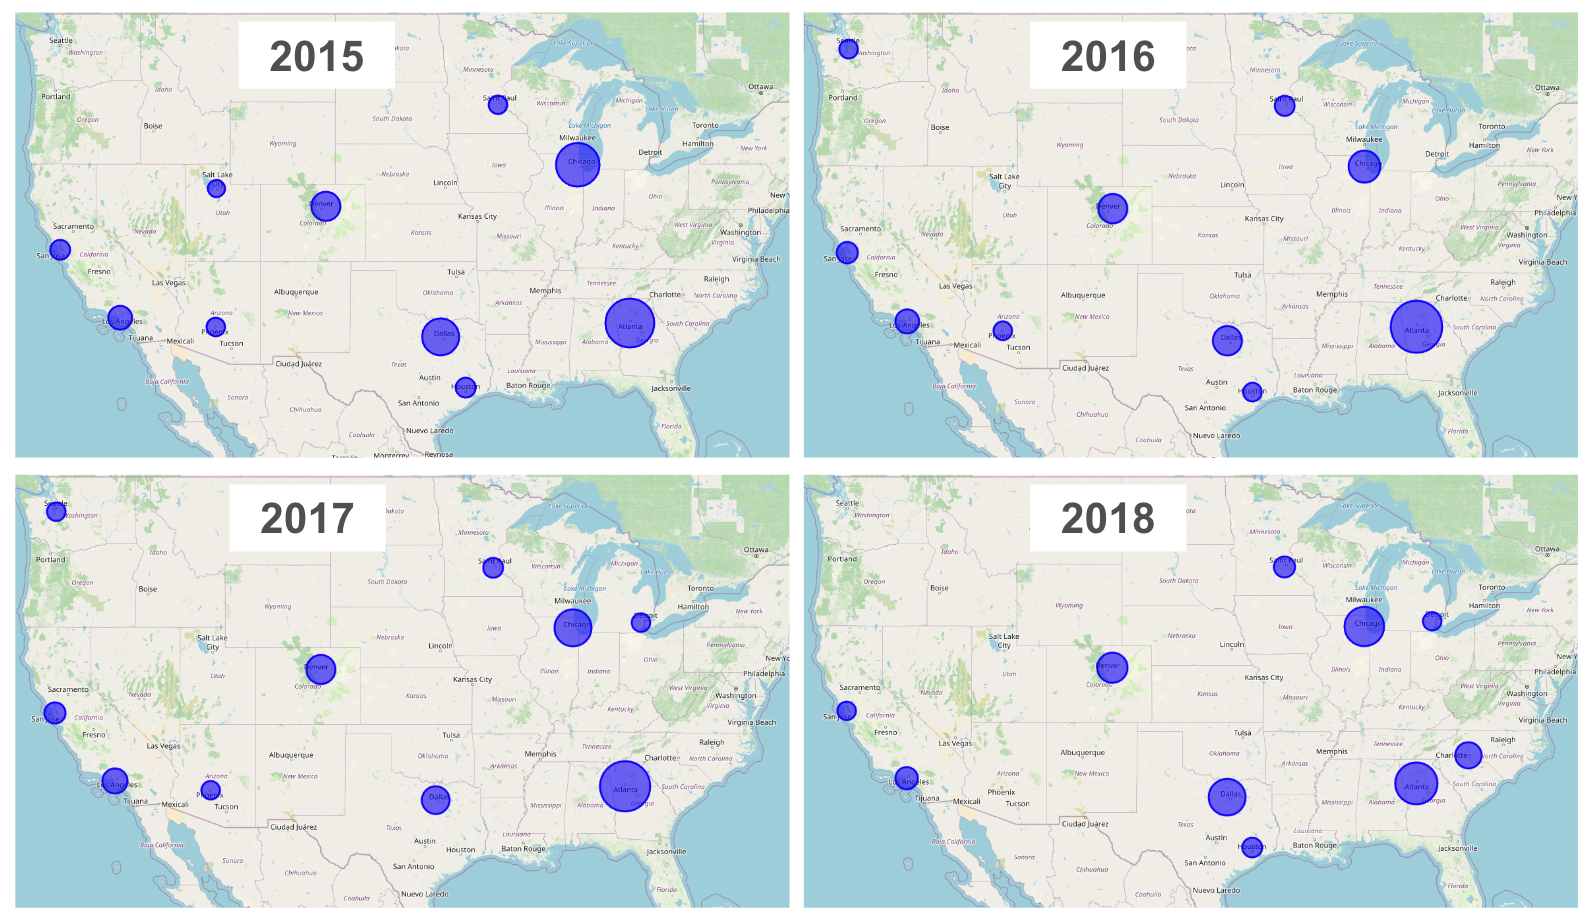 2015
Seattle
Washington
Portland
Oregon
Idaho
Boise
kota
Minnesota
Lake Superior
Saint Paul
Wisconsin
Michigan
Lake Huron
Lake Michigan
Ottawa
Toronto
Hamilton
New York
South Dakota
Wyoming
Iowa
Milwaukee
Chicago
Detroit
Salt Lake
Utah
Denver
Colorado
Nebraska
Lincoln
Illinois
Indiana
Ohio
Pennsylvania
New Y
Philadelphia
Sacramento
Nevada
California
Fresno
Las Vegas
Kansas
Kansas City
Missouri
Kentucky
West Virginia
Washington
Virginia
Virginia Beach
Los Angeles
Tijuana
Mexicali
Arizona
Phoenix
Tucson
Albuquerque
New Mexico
Tulsa
Oklahoma
Arkansas
Memphis
Tennessee
Charlotte
Raleigh
North Carolina
South Carolina
Dallas
Mississippi
Alabama
Atlanta
Georgia
Ciudad Juárez
Texas
Austin
Houston
Louisiana
Baton Rouge
Jacksonville
San Antonio
Baja California
Sonora
Chihuahua
Coahuila
Nuevo Laredo
Monterrey
Reynosa
Florida
2016
Seattle
Washington
Portland
Oregon
Idaho
Boise
Minnesota
Lake Superior
Saint Paul
Wisconsin
Michigan
Lake Huron
Lake Michigan
Ottawa
Toronto
Hamilton
New York
South Dakota
Wyoming
Iowa
Milwaukee
Chicago
Detroit
Salt Lake
City
Utah
Denver
Colorado
Nebraska
Lincoln
Illinois
Indiana
Ohio
Pennsylvania
New Y
Philadelphia
Sacramento
Nevada
California
Fresno
Las Vegas
Kansas
Kansas City
Missouri
Kentucky
West Virginia
Washington
Virginia
Virginia Beach
Los Angeles
Tijuana
Mexicali
Arizona
Phoenix
Tucson
Albuquerque
New Mexico
Tulsa
Oklahoma
Arkansas
Memphis
Tennessee
Charlotte
Raleigh
North Carolina
South Carolina
Dallas
Mississippi
Alabama
Atlanta
Georgia
Ciudad Juárez
Texas
Austin
Houston
Louisiana
Baton Rouge
Jacksonville
San Antonio
Baja California
Sonora
Chihuahua
Coahuila
Nuevo Laredo
Florida
2017
Seattle
Washington
Portland
Oregon
Idaho
Boise
akota
Minnesota
Lake Superior
Saint Paul
Wisconsin
Michigan
Lake Huron
Lake Michigan
Ottawa
Toronto
Hamilton
New York
South Dakota
Wyoming
Iowa
Milwaukee
Chicago
Detroit
Salt Lake
City
Utah
Denver
Colorado
Nebraska
Lincoln
Illinois
Indiana
Ohio
Pennsylvania
New Yo
Philadelphia
Sacramento
Nevada
California
Fresno
Las Vegas
Kansas
Kansas City
Missouri
Kentucky
West Virginia
Washington
Virginia
Virginia Beach
Los Angeles
Tijuana
Mexicali
Arizona
Phoenix
Tucson
Albuquerque
New Mexico
Tulsa
Oklahoma
Arkansas
Memphis
Tennessee
Charlotte
Raleigh
North Carolina
South Carolina
Dallas
Mississippi
Alabama
Atlanta
Georgia
Ciudad Juárez
Texas
Austin
Houston
Louisiana
Baton Rouge
Jacksonville
San Antonio
Baja California
Sonora
Chihuahua
Coahuila
Nuevo Laredo
Florida
2018
Seattle
Washington
Portland
Oregon
Idaho
Boise
Minnesota
Lake Superior
Saint Paul
Wisconsin
Michigan
Lake Huron
Lake Michigan
Ottawa
Toronto
Hamilton
New York
South Dakota
Wyoming
Iowa
Milwaukee
Chicago
Detroit
Salt Lake
City
Utah
Denver
Colorado
Nebraska
Lincoln
Illinois
Indiana
Ohio
Pennsylvania
New Y
Philadelphia
Sacramento
Nevada
California
Fresno
Las Vegas
Kansas
Kansas City
Missouri
Kentucky
West Virginia
Washington
Virginia
Virginia Beach
Los Angeles
Tijuana
Mexicali
Arizona
Phoenix
Tucson
Albuquerque
New Mexico
Tulsa
Oklahoma
Arkansas
Memphis
Tennessee
Charlotte
Raleigh
North Carolina
South Carolina
Dallas
Mississippi
Alabama
Atlanta
Georgia
Ciudad Juárez
Texas
Austin
Houston
Louisiana
Baton Rouge
Jacksonville
San Antonio
Baja California
Sonora
Chihuahua
Coahuila
Nuevo Laredo
Florida